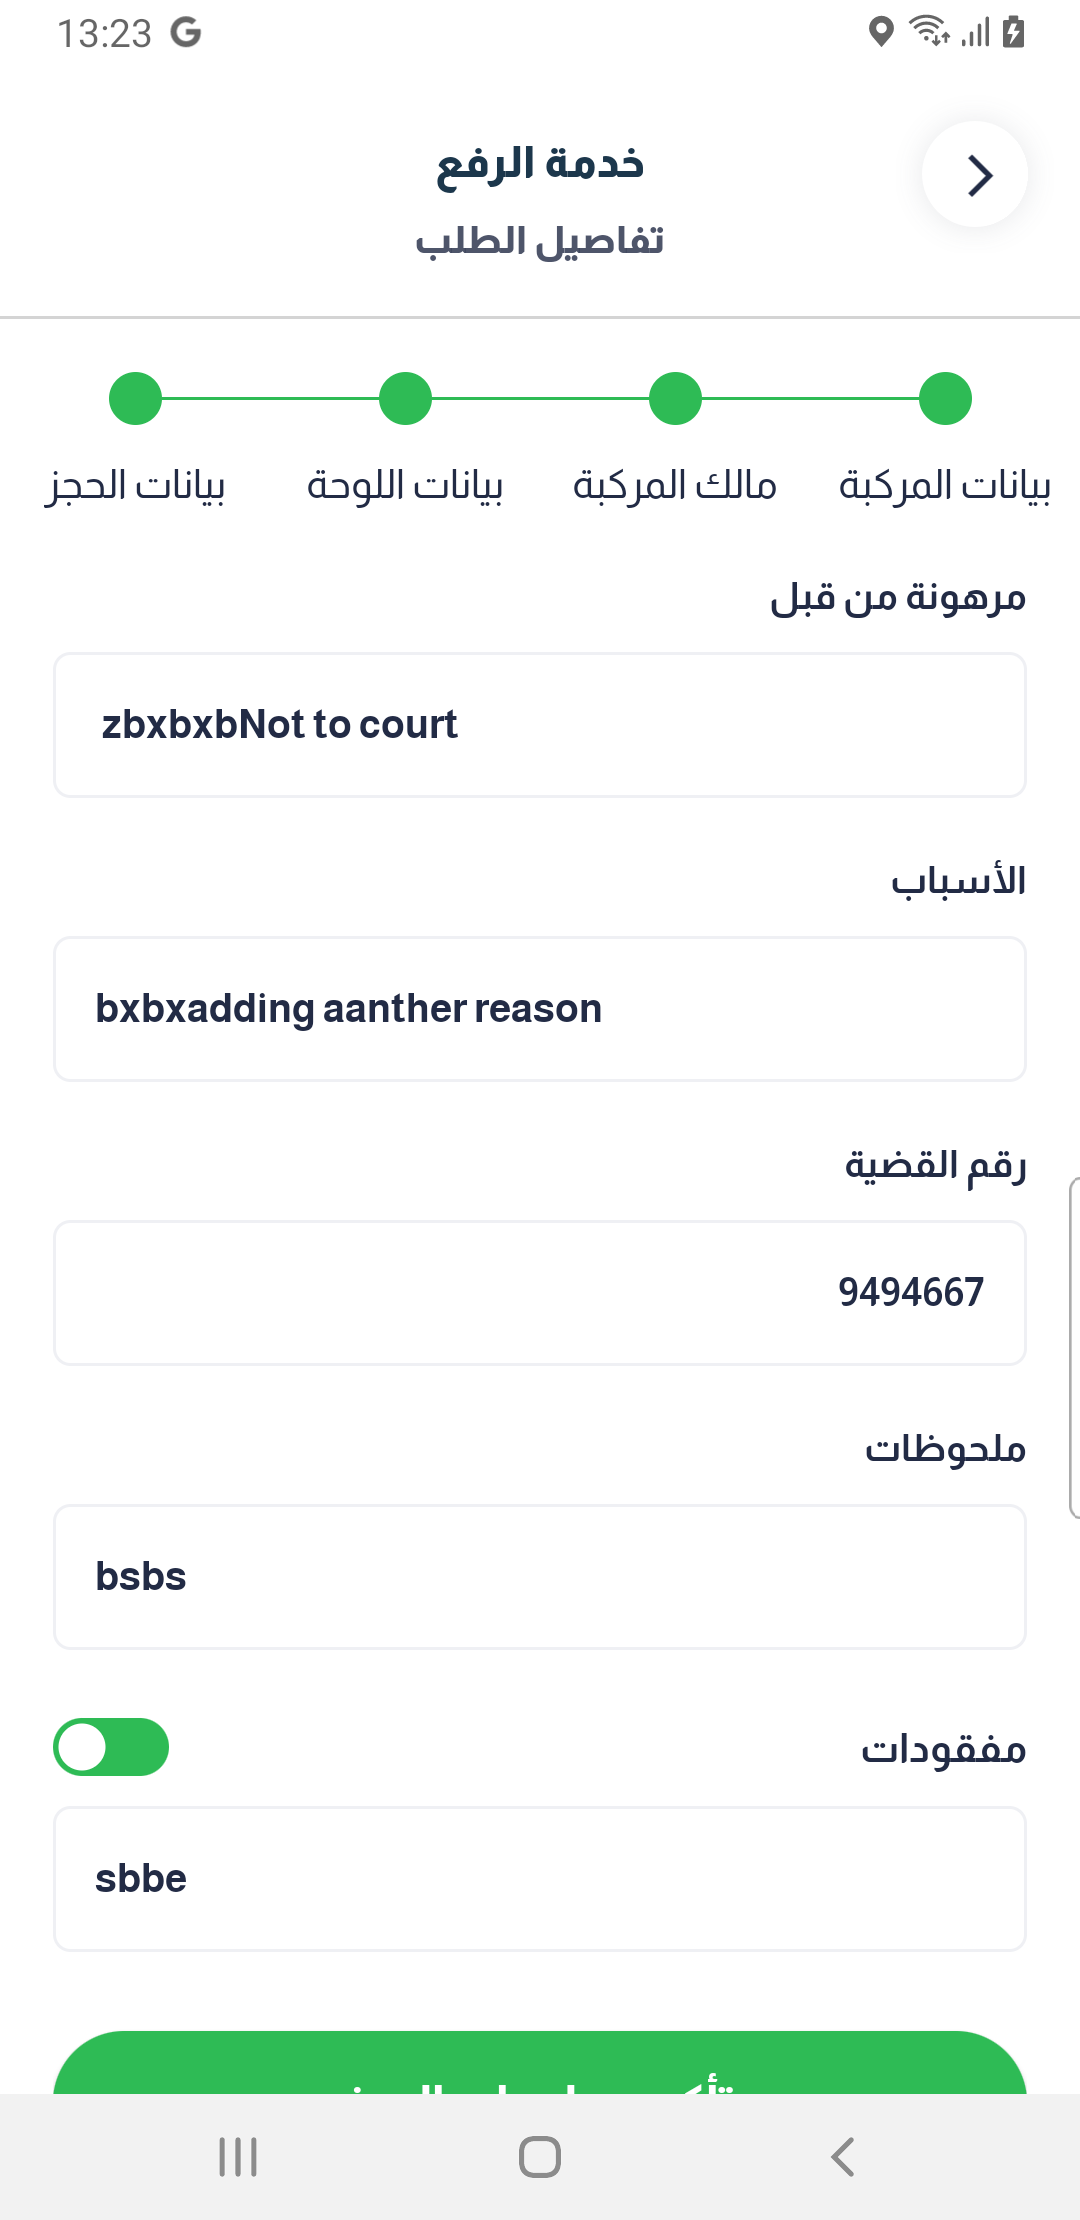 13:23
خدمة الرفع
تفاصيل الطلب
بيانات المركبة
مالك المركبة
بيانات اللوحة
بيانات الحجز
مرهونة من قبل
zbxbxbNot to court
الأسباب
bxbxadding aanther reason
رقم القضية
9494667
ملحوظات
bsbs
مفقودات
sbbe